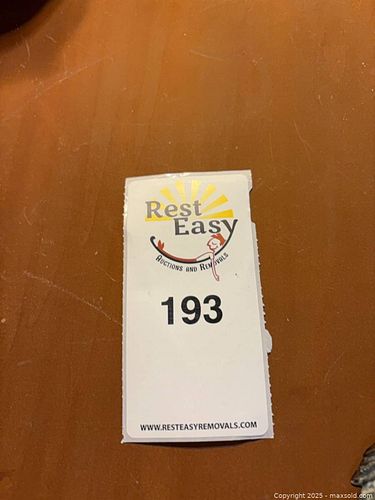 Rest
Easy
AUCTIONS AND REMOVALS
193
WWW.RESTEASYREMOVALS.COM
Copyright 2025 - maxsold.com